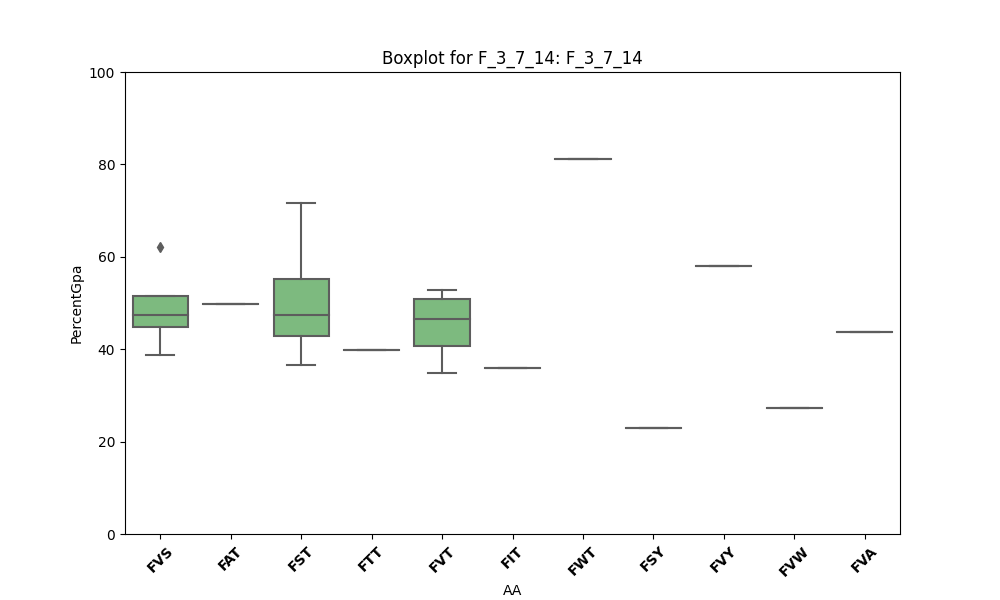 Boxplot for F_3_7_14: F_3_7_14
100
80
60
40
20
0
PercentGpa
FVS
FAT
FST
FTT
FVT
FIT
FWT
FSY
FVY
FVW
FVA
AA